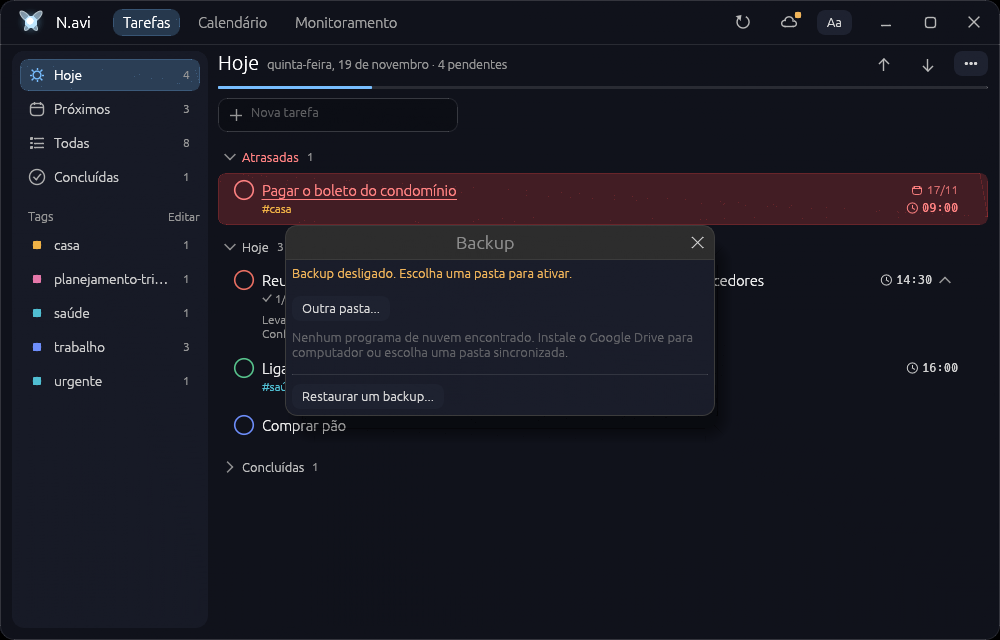 N.avi
Tarefas
Calendário
Monitoramento
Aa
Hoje 4
Próximos 3
Todas 8
Concluídas 1
Tags Editar
casa 1
planejamento-tri... 1
saúde 1
trabalho 3
urgente 1
Hoje quinta-feira, 19 de novembro · 4 pendentes
Nova tarefa
Atrasadas 1
Pagar o boleto do condomínio 17/11
#casa 09:00
Hoje 3
Backup
Backup desligado. Escolha uma pasta para ativar.
Outra pasta...
Nenhum programa de nuvem encontrado. Instale o Google Drive para
computador ou escolha uma pasta sincronizada.
Restaurar um backup...
14:30
16:00
Comprar pão
Concluídas 1